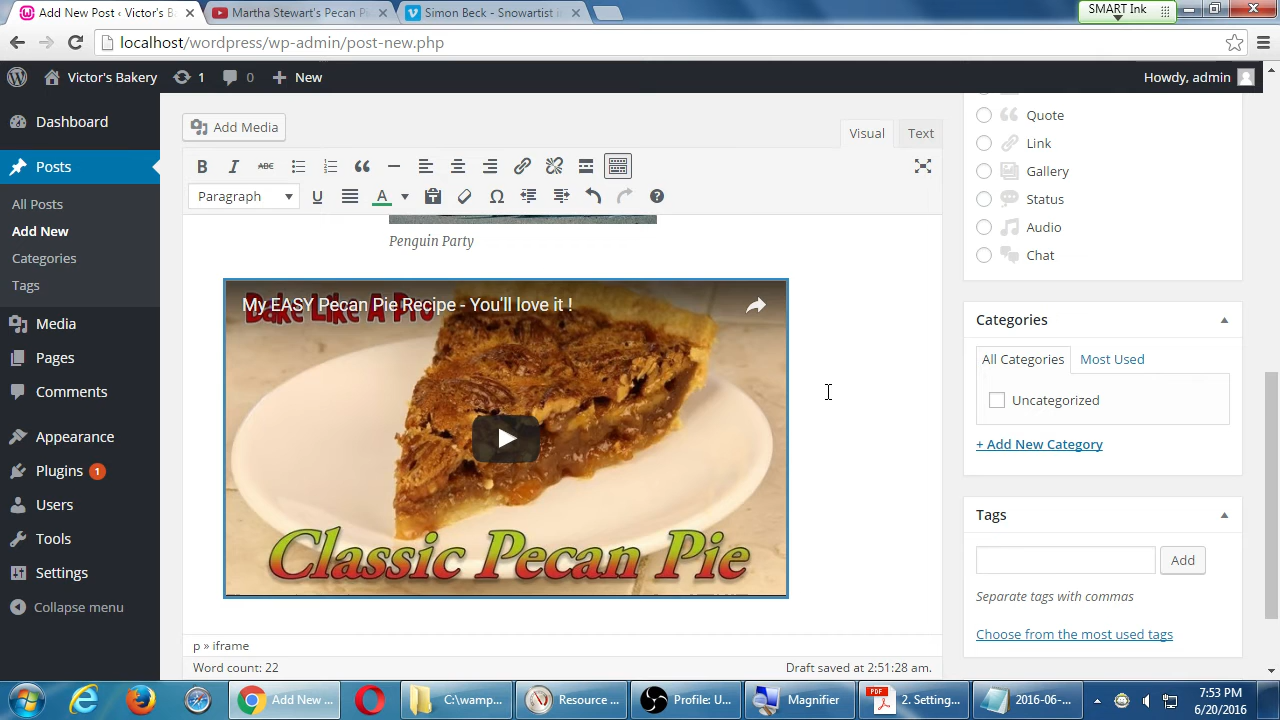 Add New Post ‹ Victor's B
Martha Stewart's Pecan Pi
Simon Beck - Snowartist i
SMART Ink
localhost/wordpress/wp-admin/post-new.php
Victor's Bakery
1
0
New
Howdy, admin
Dashboard
Posts
All Posts
Add New
Categories
Tags
Media
Pages
Comments
Appearance
Plugins 1
Users
Tools
Settings
Collapse menu
Add Media
Visual
Text
B I ABC
Paragraph
U
A
Ω
Penguin Party
My EASY Pecan Pie Recipe - You'll love it !
Bake Like A Pro
Classic Pecan Pie
p » iframe
Word count: 22
Draft saved at 2:51:28 am.
Quote
Link
Gallery
Status
Audio
Chat
Categories
All Categories
Most Used
Uncategorized
+ Add New Category
Tags
Add
Separate tags with commas
Choose from the most used tags
Add New ...
C:\wamp...
Resource ...
Profile: U...
Magnifier
PDF
2. Setting...
2016-06-...
7:53 PM
6/20/2016